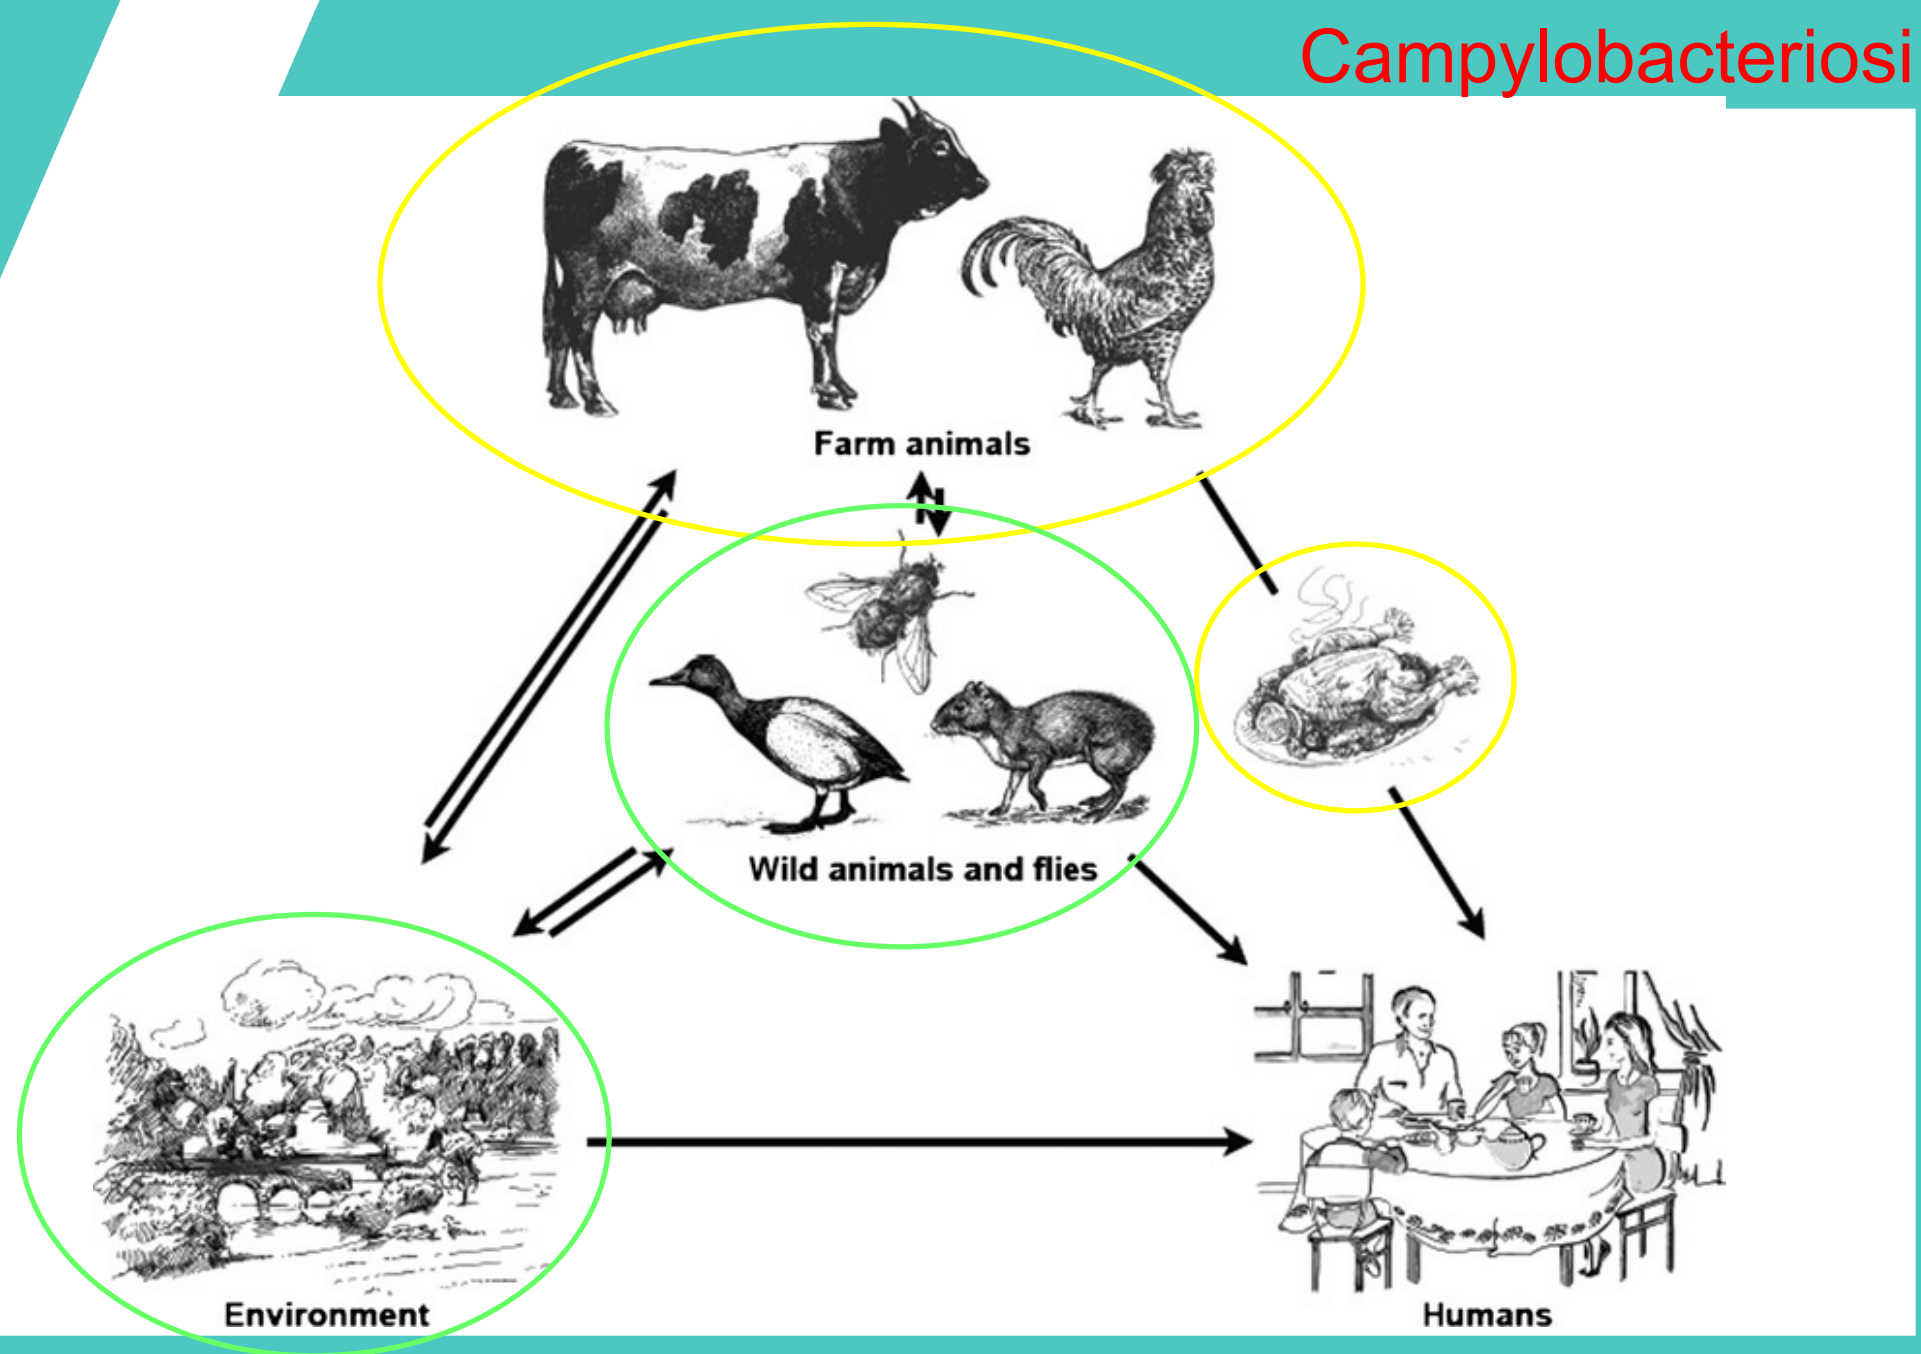 Campylobacteriosi
Farm animals
Wild animals and flies
Environment
Humans